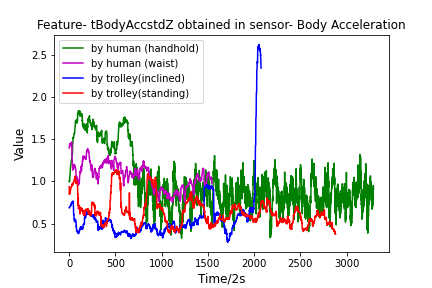 Feature- tBodyAccstdZ obtained in sensor- Body Acceleration
by human (handhold)
by human (waist)
by trolley(inclined)
by trolley(standing)
Value
2.5
2.0
1.5
1.0
0.5
0 500 1000 1500 2000 2500 3000
Time/2s